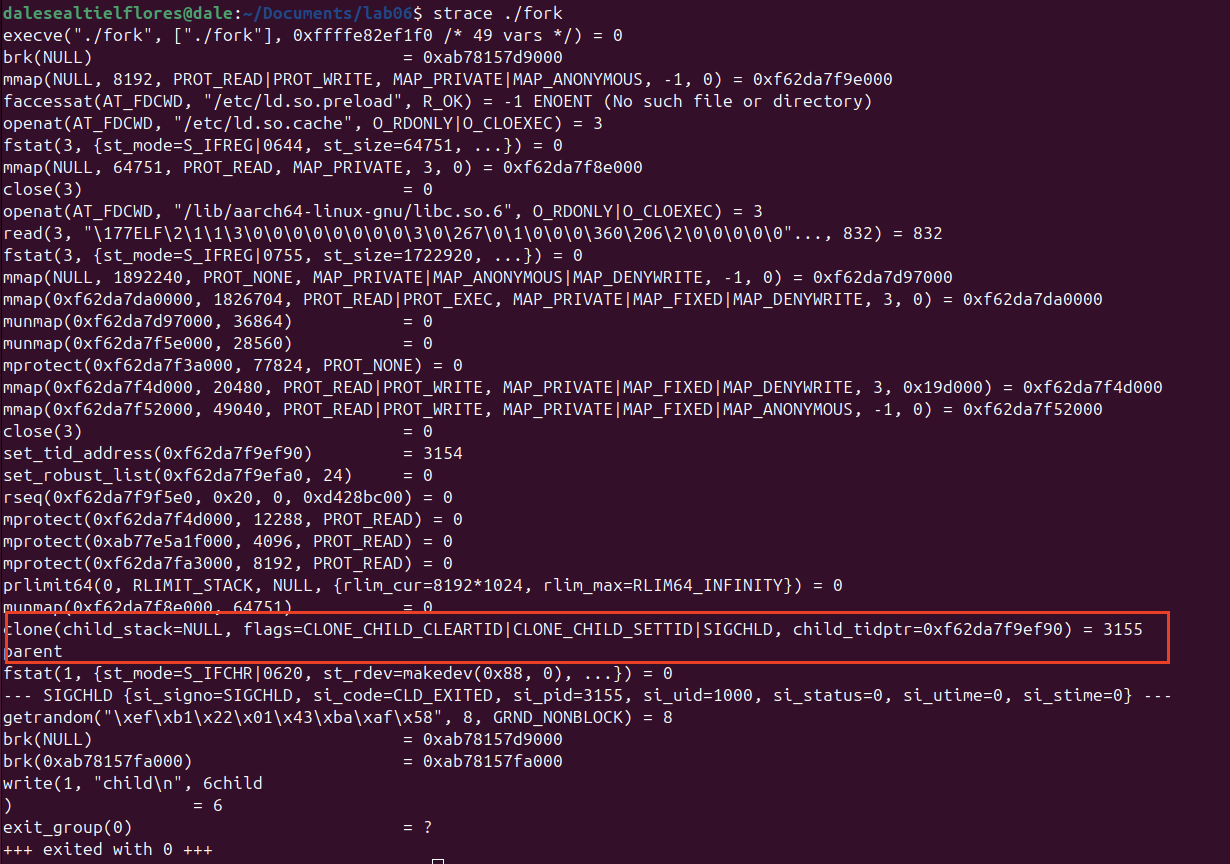 dalesealtielflores@dale:~/Documents/lab06$ strace ./fork
execve("./fork", ["./fork"], 0xffffe82ef1f0 /* 49 vars */) = 0
brk(NULL)                               = 0xab78157d9000
mmap(NULL, 8192, PROT_READ|PROT_WRITE, MAP_PRIVATE|MAP_ANONYMOUS, -1, 0) = 0xf62da7f9e000
faccessat(AT_FDCWD, "/etc/ld.so.preload", R_OK) = -1 ENOENT (No such file or directory)
openat(AT_FDCWD, "/etc/ld.so.cache", O_RDONLY|O_CLOEXEC) = 3
fstat(3, {st_mode=S_IFREG|0644, st_size=64751, ...}) = 0
mmap(NULL, 64751, PROT_READ, MAP_PRIVATE, 3, 0) = 0xf62da7f8e000
close(3)                                = 0
openat(AT_FDCWD, "/lib/aarch64-linux-gnu/libc.so.6", O_RDONLY|O_CLOEXEC) = 3
read(3, "\177ELF\2\1\1\3\0\0\0\0\0\0\0\0\3\0\267\0\1\0\0\0\360\206\2\0\0\0\0\0"..., 832) = 832
fstat(3, {st_mode=S_IFREG|0755, st_size=1722920, ...}) = 0
mmap(NULL, 1892240, PROT_NONE, MAP_PRIVATE|MAP_ANONYMOUS|MAP_DENYWRITE, -1, 0) = 0xf62da7d97000
mmap(0xf62da7da0000, 1826704, PROT_READ|PROT_EXEC, MAP_PRIVATE|MAP_FIXED|MAP_DENYWRITE, 3, 0) = 0xf62da7da0000
munmap(0xf62da7d97000, 36864)           = 0
munmap(0xf62da7f5e000, 28560)           = 0
mprotect(0xf62da7f3a000, 77824, PROT_NONE) = 0
mmap(0xf62da7f4d000, 20480, PROT_READ|PROT_WRITE, MAP_PRIVATE|MAP_FIXED|MAP_DENYWRITE, 3, 0x19d000) = 0xf62da7f4d000
mmap(0xf62da7f52000, 49040, PROT_READ|PROT_WRITE, MAP_PRIVATE|MAP_FIXED|MAP_ANONYMOUS, -1, 0) = 0xf62da7f52000
close(3)                                = 0
set_tid_address(0xf62da7f9ef90)         = 3154
set_robust_list(0xf62da7f9efa0, 24)     = 0
rseq(0xf62da7f9f5e0, 0x20, 0, 0xd428bc00) = 0
mprotect(0xf62da7f4d000, 12288, PROT_READ) = 0
mprotect(0xab77e5a1f000, 4096, PROT_READ) = 0
mprotect(0xf62da7fa3000, 8192, PROT_READ) = 0
prlimit64(0, RLIMIT_STACK, NULL, {rlim_cur=8192*1024, rlim_max=RLIM64_INFINITY}) = 0
munmap(0xf62da7f8e000, 64751)           = 0
clone(child_stack=NULL, flags=CLONE_CHILD_CLEARTID|CLONE_CHILD_SETTID|SIGCHLD, child_tidptr=0xf62da7f9ef90) = 3155
parent
fstat(1, {st_mode=S_IFCHR|0620, st_rdev=makedev(0x88, 0), ...}) = 0
--- SIGCHLD {si_signo=SIGCHLD, si_code=CLD_EXITED, si_pid=3155, si_uid=1000, si_status=0, si_utime=0, si_stime=0} ---
getrandom("\xef\xb1\x22\x01\x43\xba\xaf\x58", 8, GRND_NONBLOCK) = 8
brk(NULL)                               = 0xab78157d9000
brk(0xab78157fa000)                     = 0xab78157fa000
write(1, "child\n", 6child
)                  = 6
exit_group(0)                           = ?
+++ exited with 0 +++